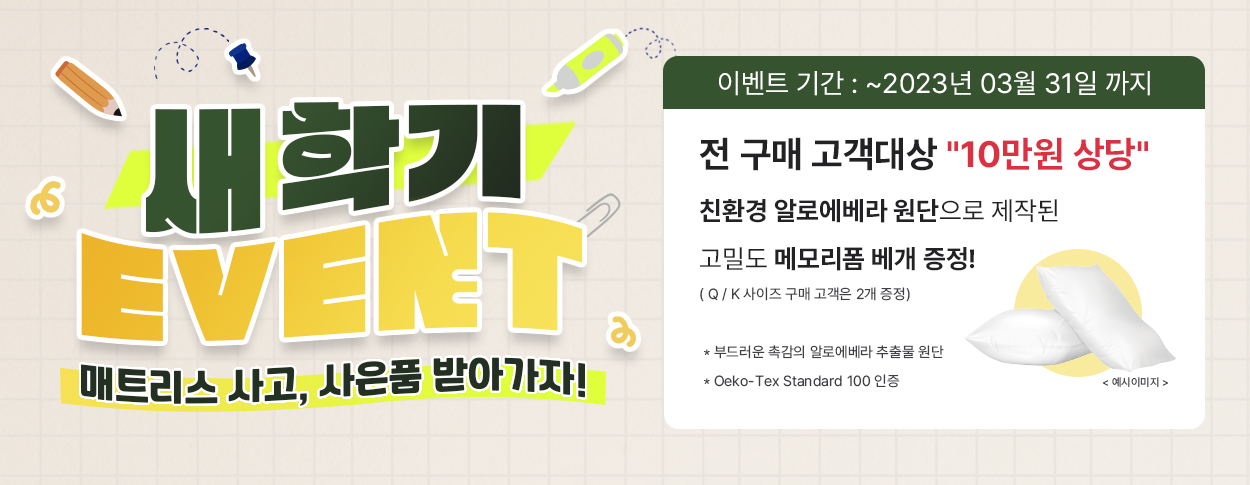 새학기
EVENT
매트리스 사고, 사은품 받아가자!
이벤트 기간 : ~2023년 03월 31일 까지
전 구매 고객대상 "10만원 상당"
친환경 알로에베라 원단으로 제작된
고밀도 메모리폼 베개 증정!
( Q / K 사이즈 구매 고객은 2개 증정)
* 부드러운 촉감의 알로에베라 추출물 원단
* Oeko-Tex Standard 100 인증
< 예시이미지 >